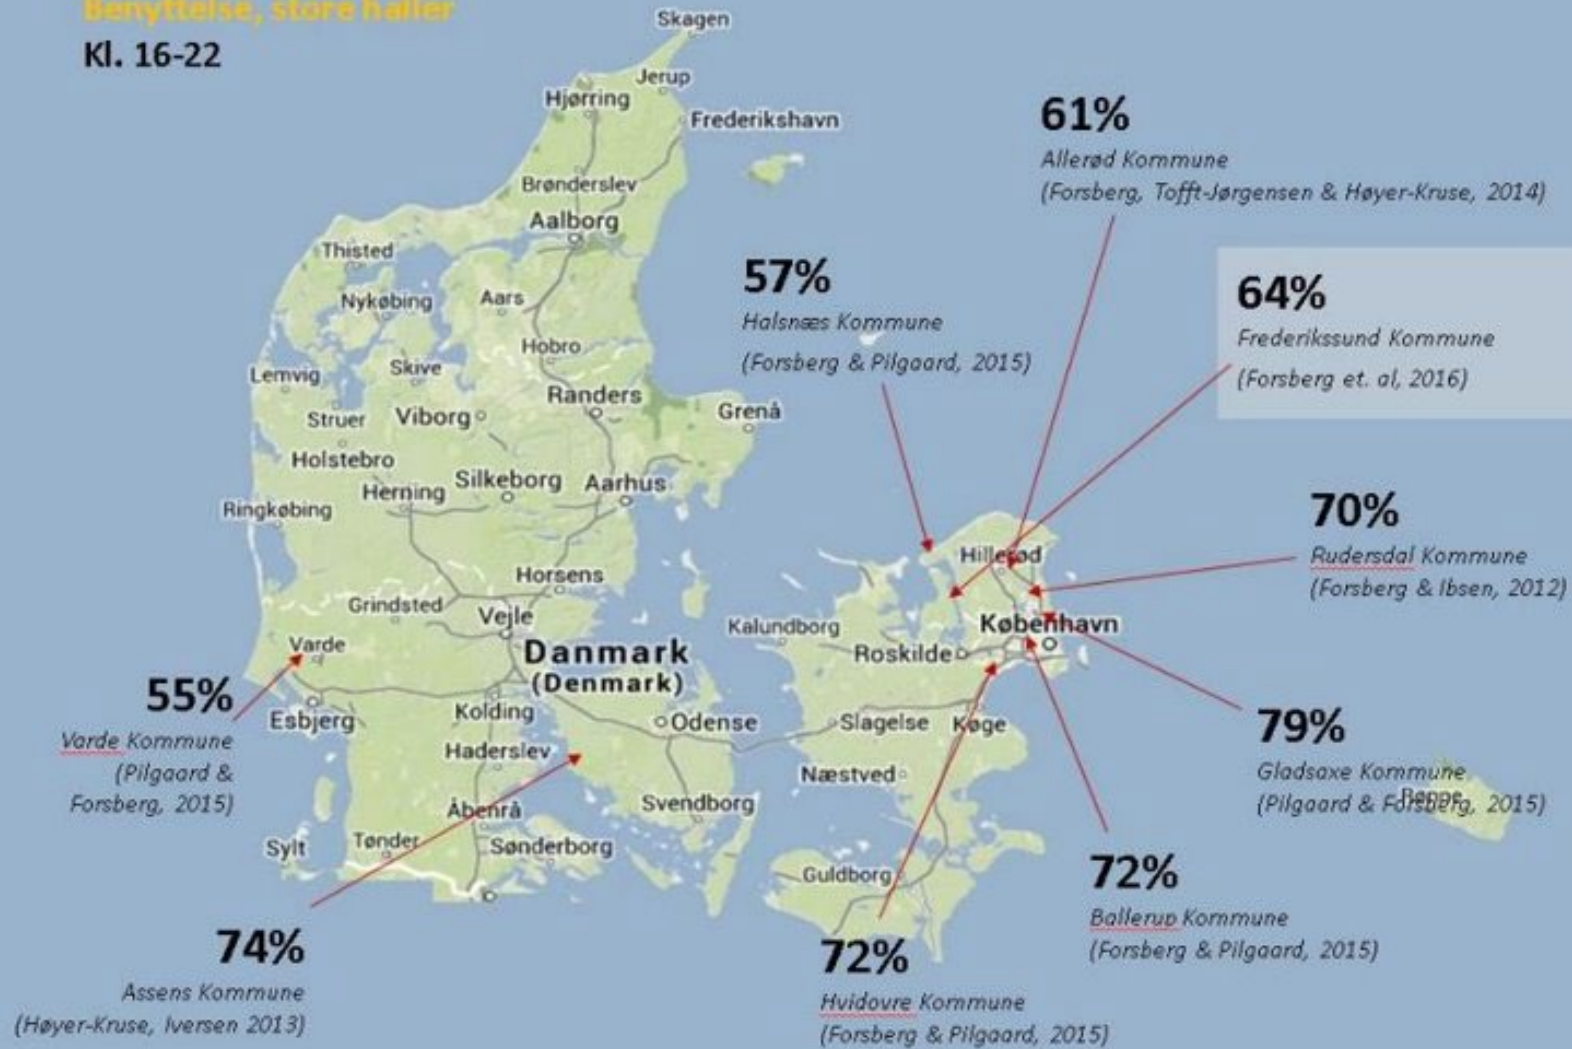 Benyttelse, store haller
Kl. 16-22
Skagen
Jerup
Hjørring
Frederikshavn
Brønderslev
Aalborg
Thisted
Nykøbing
Aars
Hobro
Lemvig
Skive
Randers
Struer
Viborg
Grenå
Holstebro
Silkeborg
Aarhus
Herning
Ringkøbing
Horsens
Grindsted
Vejle
Varde
Danmark
(Denmark)
Esbjerg
Kolding
Odense
Haderslev
Svendborg
Åbenrå
Sylt
Tønder
Sønderborg
Hillerød
København
Kalundborg
Roskilde
Slagelse
Køge
Næstved
Guldborg
Rønne
61%
Allerød Kommune
(Forsberg, Tofft-Jørgensen & Høyer-Kruse, 2014)
57%
Halsnæs Kommune
(Forsberg & Pilgaard, 2015)
64%
Frederikssund Kommune
(Forsberg et. al, 2016)
70%
Rudersdal Kommune
(Forsberg & Ibsen, 2012)
55%
Varde Kommune
(Pilgaard &
Forsberg, 2015)
79%
Gladsaxe Kommune
(Pilgaard & Forsberg, 2015)
72%
Ballerup Kommune
(Forsberg & Pilgaard, 2015)
74%
Assens Kommune
(Høyer-Kruse, Iversen 2013)
72%
Hvidovre Kommune
(Forsberg & Pilgaard, 2015)